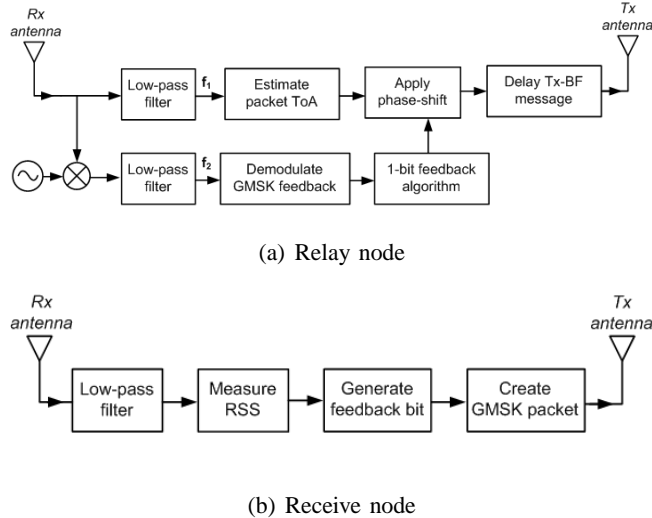 Rx
antenna
Tx
antenna
Low-pass
filter
f1
Estimate
packet ToA
Apply
phase-shift
Delay Tx-BF
message
Low-pass
filter
f2
Demodulate
GMSK feedback
1-bit feedback
algorithm
(a) Relay node
Rx
antenna
Tx
antenna
Low-pass
filter
Measure
RSS
Generate
feedback bit
Create
GMSK packet
(b) Receive node